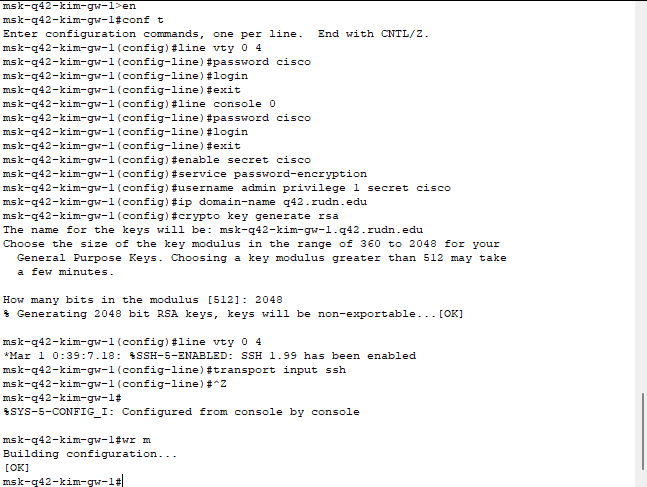 msk-q42-kim-gw-1>en
msk-q42-kim-gw-1#conf t
Enter configuration commands, one per line.  End with CNTL/Z.
msk-q42-kim-gw-1(config)#line vty 0 4
msk-q42-kim-gw-1(config-line)#password cisco
msk-q42-kim-gw-1(config-line)#login
msk-q42-kim-gw-1(config-line)#exit
msk-q42-kim-gw-1(config)#line console 0
msk-q42-kim-gw-1(config-line)#password cisco
msk-q42-kim-gw-1(config-line)#login
msk-q42-kim-gw-1(config-line)#exit
msk-q42-kim-gw-1(config)#enable secret cisco
msk-q42-kim-gw-1(config)#service password-encryption
msk-q42-kim-gw-1(config)#username admin privilege 1 secret cisco
msk-q42-kim-gw-1(config)#ip domain-name q42.rudn.edu
msk-q42-kim-gw-1(config)#crypto key generate rsa
The name for the keys will be: msk-q42-kim-gw-1.q42.rudn.edu
Choose the size of the key modulus in the range of 360 to 2048 for your
  General Purpose Keys. Choosing a key modulus greater than 512 may take
  a few minutes.

How many bits in the modulus [512]: 2048
% Generating 2048 bit RSA keys, keys will be non-exportable...[OK]

msk-q42-kim-gw-1(config)#line vty 0 4
*Mar 1 0:39:7.18: %SSH-5-ENABLED: SSH 1.99 has been enabled
msk-q42-kim-gw-1(config-line)#transport input ssh
msk-q42-kim-gw-1(config-line)#^Z
msk-q42-kim-gw-1#
%SYS-5-CONFIG_I: Configured from console by console

msk-q42-kim-gw-1#wr m
Building configuration...
[OK]
msk-q42-kim-gw-1#